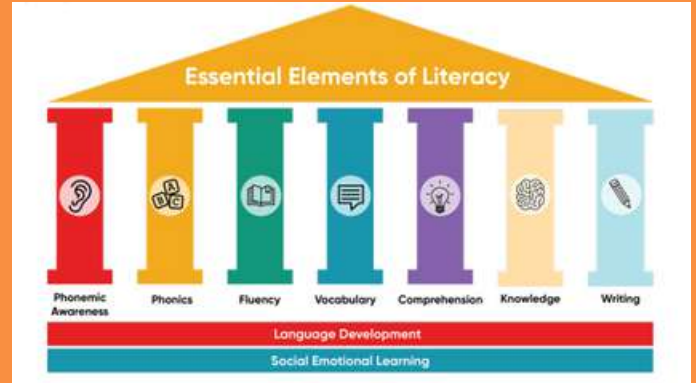 Essential Elements of Literacy
A
B C
Phonemic Awareness
Phonics
Fluency
Vocabulary
Comprehension
Knowledge
Writing
Language Development
Social Emotional Learning